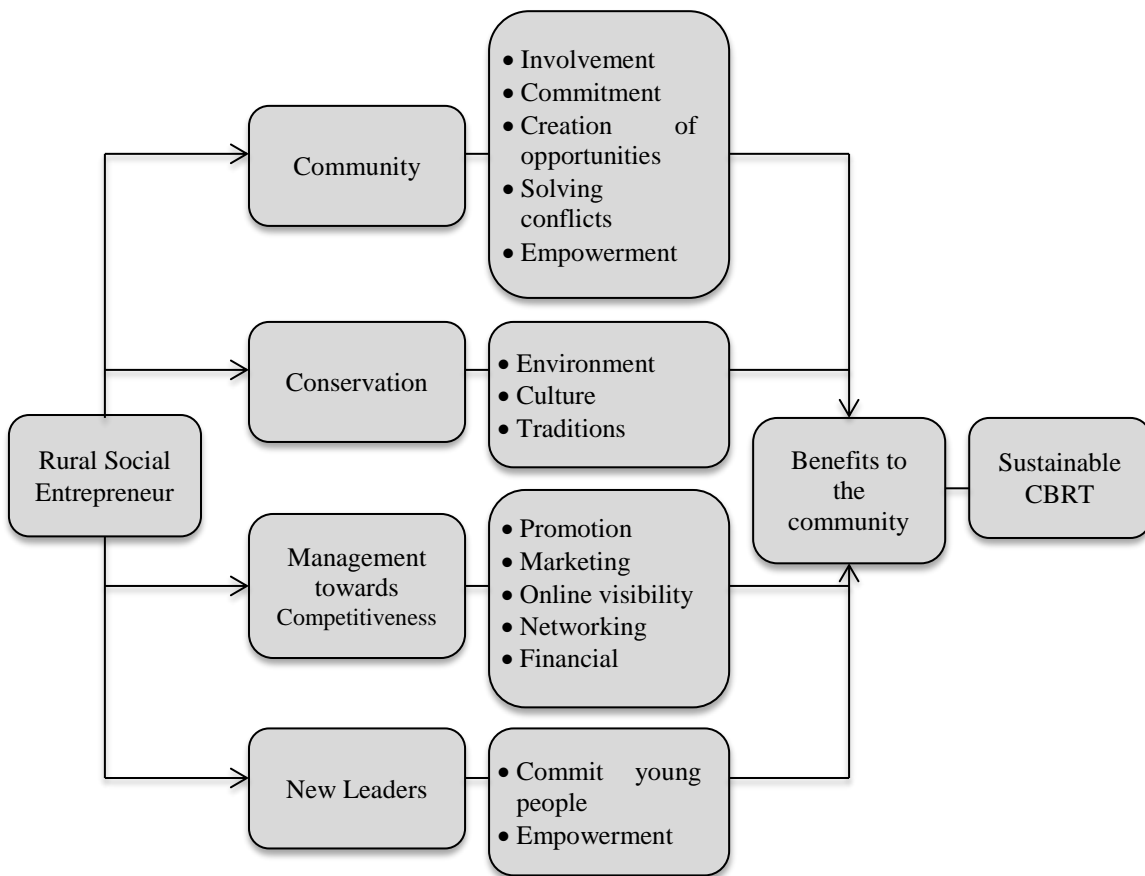 Rural Social
Entrepreneur
Community
• Involvement
• Commitment
• Creation of
opportunities
• Solving
conflicts
• Empowerment
Conservation
• Environment
• Culture
• Traditions
Management
towards
Competitiveness
• Promotion
• Marketing
• Online visibility
• Networking
• Financial
New Leaders
• Commit young
people
• Empowerment
Benefits to
the
community
Sustainable
CBRT